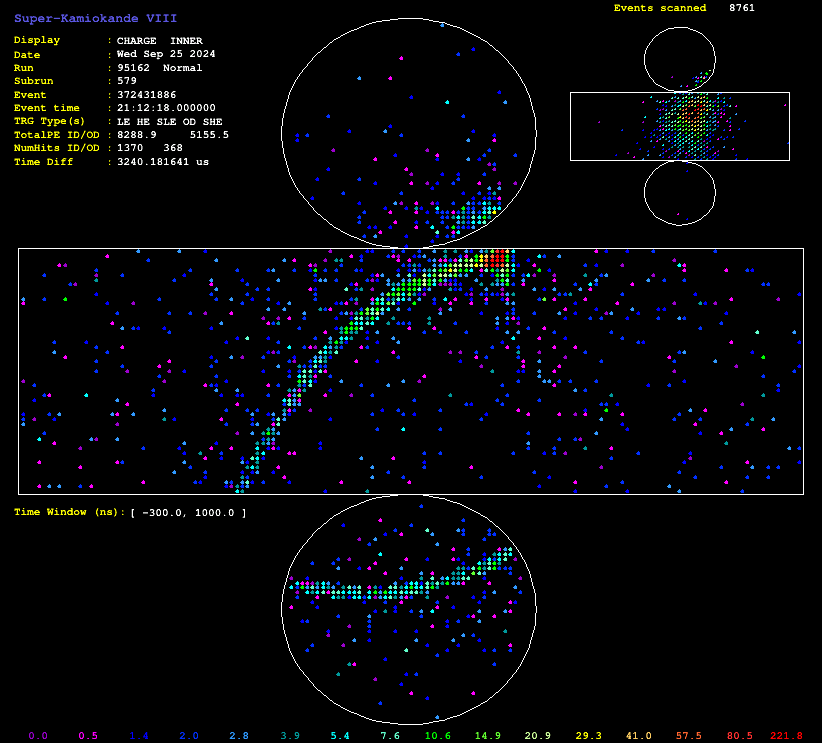 Super-Kamiokande VIII
Events scanned 8761
Display : CHARGE INNER
Date : Wed Sep 25 2024
Run : 95162 Normal
Subrun : 579
Event : 372431886
Event time : 21:12:18.000000
TRG Type(s) : LE HE SLE OD SHE
TotalPE ID/OD : 8288.9 5155.5
NumHits ID/OD : 1370 368
Time Diff : 3240.181641 us
Time Window (ns): [ -300.0, 1000.0 ]
0.0 0.5 1.4 2.0 2.8 3.9 5.4 7.6 10.6 14.9 20.9 29.3 41.0 57.5 80.5 221.8